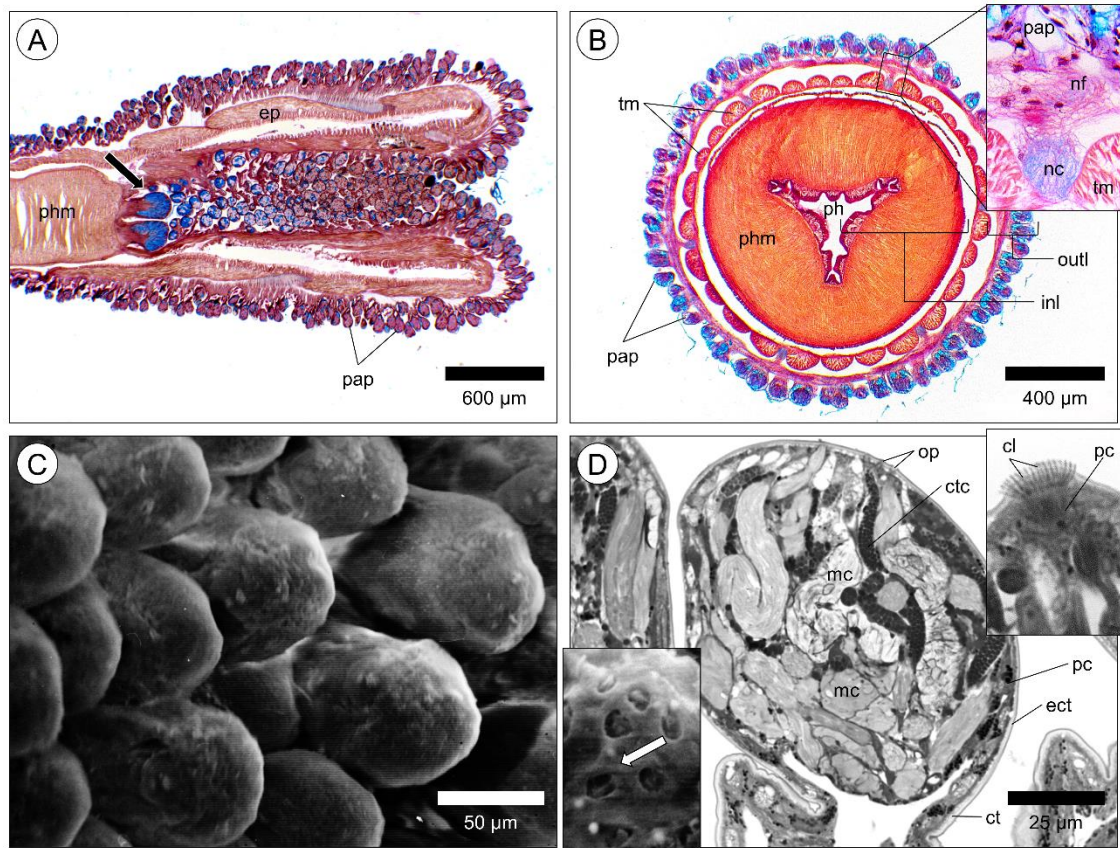 A
ep
phm
pap
600 µm
B
pap
nf
nc
tm
tm
ph
phm
outl
inl
pap
400 µm
C
50 µm
D
op
ctc
cl
pc
mc
mc
pc
ect
ct
25 µm